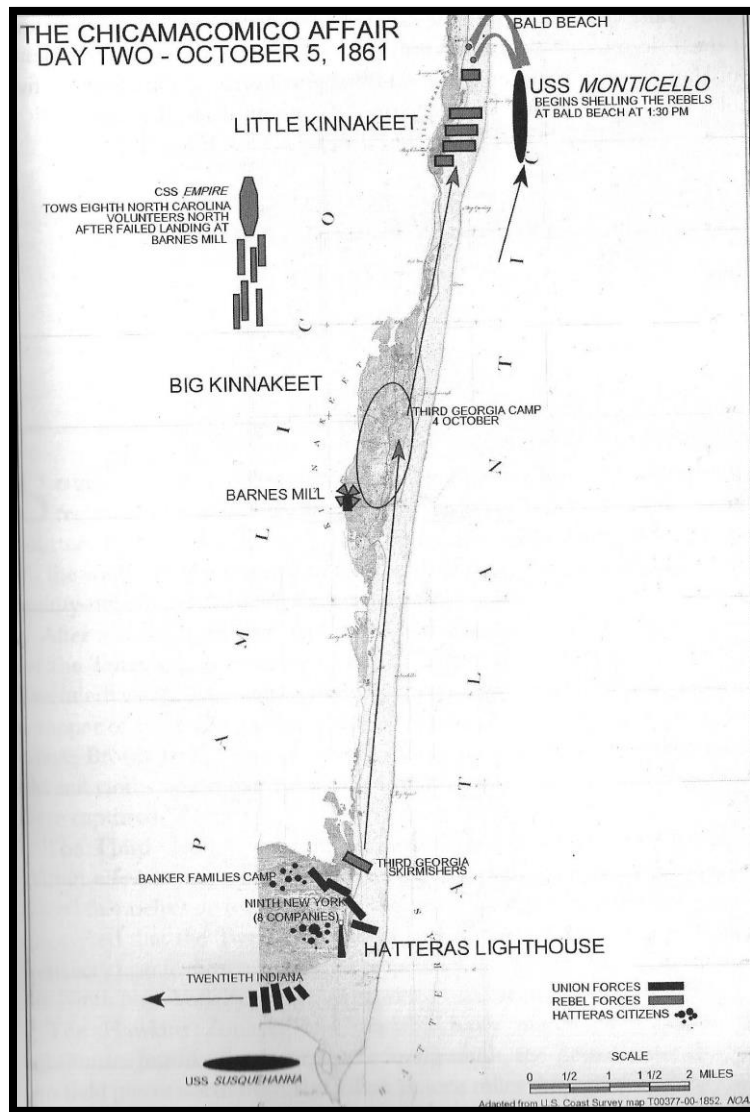 THE CHICAMACOMICO AFFAIR
DAY TWO - OCTOBER 5, 1861
BALD BEACH
USS MONTICELLO
BEGINS SHELLING THE REBELS
AT BALD BEACH AT 1:30 PM
LITTLE KINNAKEET
CSS EMPIRE
TOWS EIGHTH NORTH CAROLINA
VOLUNTEERS NORTH
AFTER FAILED LANDING AT
BARNES MILL
BIG KINNAKEET
THIRD GEORGIA CAMP
4 OCTOBER
BARNES MILL
PAMLICO
ATLANTIC
THIRD GEORGIA
SKIRMISHERS
BANKER FAMILIES CAMP
NINTH NEW YORK
(8 COMPANIES)
HATTERAS LIGHTHOUSE
TWENTIETH INDIANA
USS SUSQUEHANNA
UNION FORCES
REBEL FORCES
HATTERAS CITIZENS
SCALE
0 1/2 1 1 1/2 2 MILES
Adapted from U.S. Coast Survey map T00377-00-1852. NOA